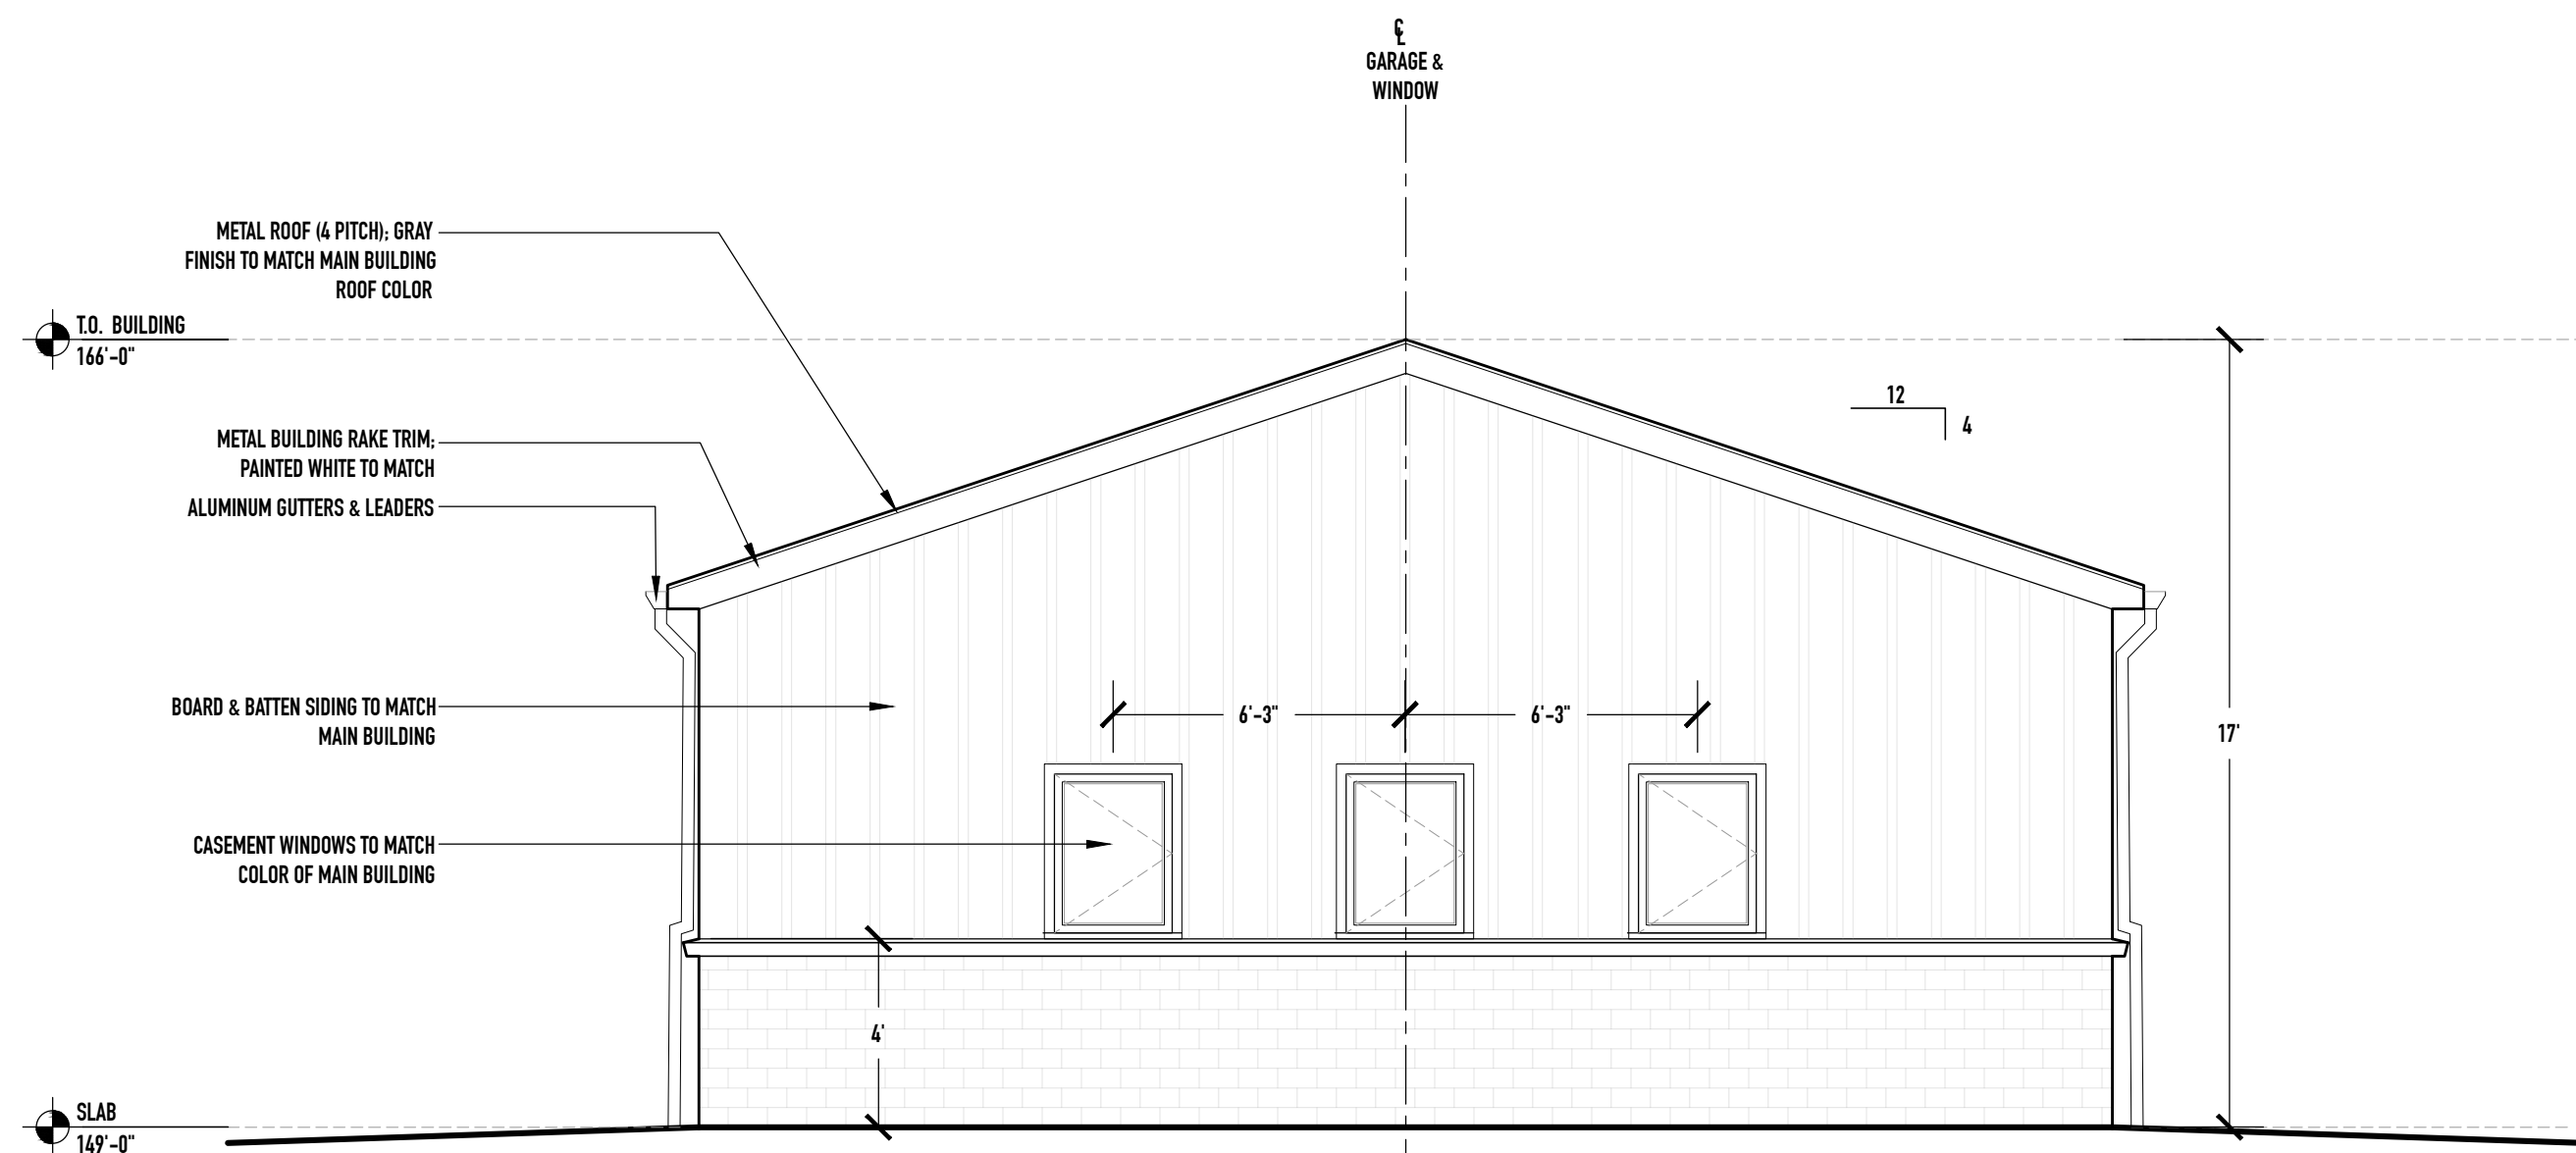 ℄
GARAGE &
WINDOW
METAL ROOF (4 PITCH); GRAY
FINISH TO MATCH MAIN BUILDING
ROOF COLOR
T.O. BUILDING
166'-0"
12
4
METAL BUILDING RAKE TRIM;
PAINTED WHITE TO MATCH
ALUMINUM GUTTERS & LEADERS
BOARD & BATTEN SIDING TO MATCH
MAIN BUILDING
6'-3"
6'-3"
17'
CASEMENT WINDOWS TO MATCH
COLOR OF MAIN BUILDING
4'
SLAB
149'-0"